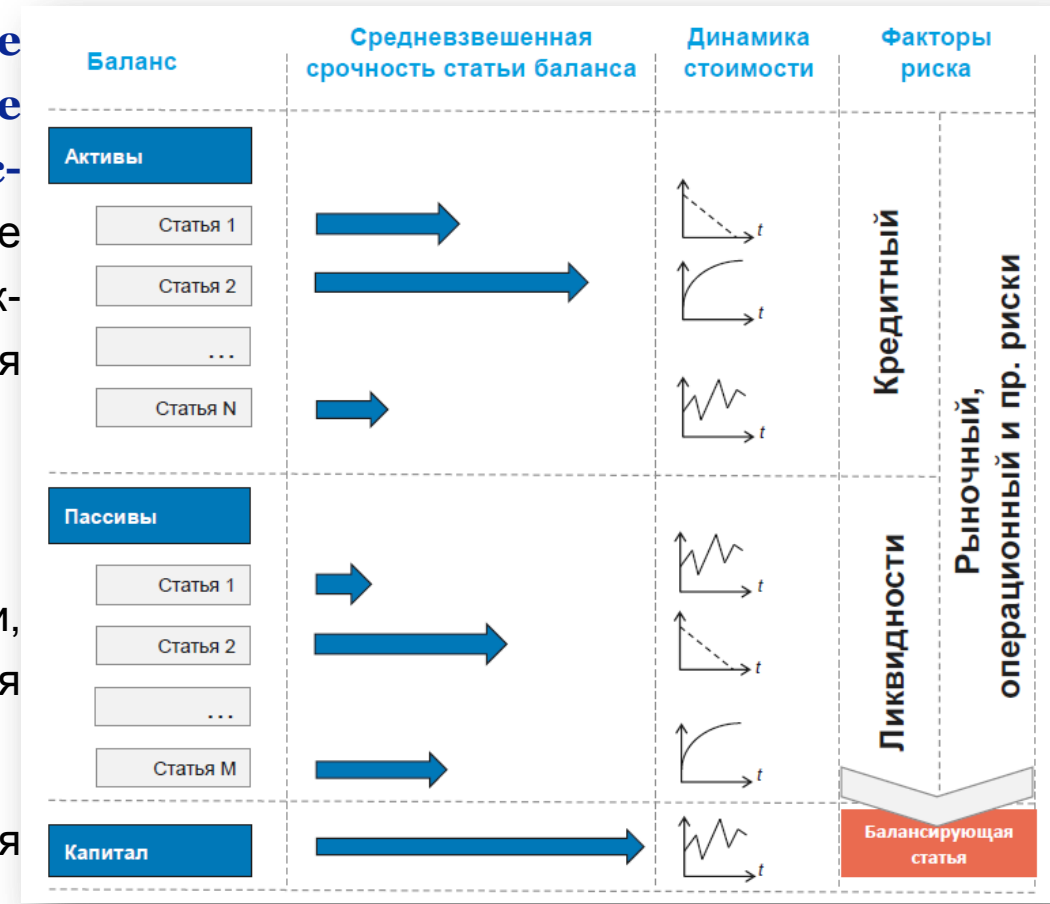 е
е
с-
е
к-
я
и,
я
я
Баланс
Средневзвешенная
срочность статьи баланса
Динамика
стоимости
Факторы
риска
Активы
Статья 1
t
Статья 2
t
...
Статья N
t
Кредитный
Рыночный,
операционный и пр. риски
Пассивы
Статья 1
t
Статья 2
t
...
Статья M
t
Ликвидности
Капитал
t
Балансирующая
статья